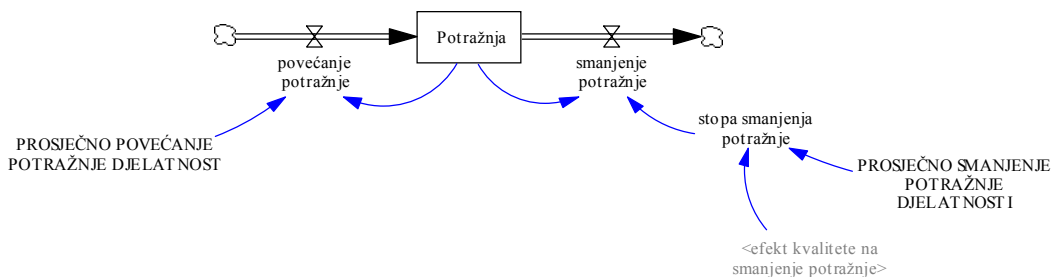 Potražnja
povećanje
potražnje
smanjenje
potražnje
stopa smanjenja
potražnje
PROSJEČNO POVEĆANJE
POTRAŽNJE DJELATNOST
PROSJEČNO SMANJENJE
POTRAŽNJE
DJELATNOSTI
<efekt kvalitete na
smanjenje potražnje>